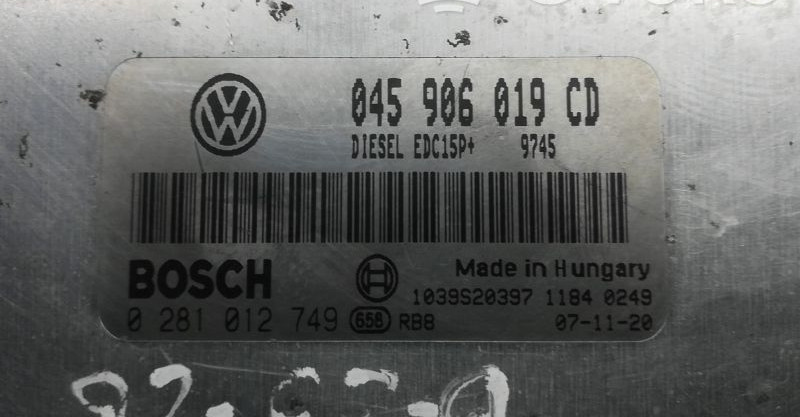 045 906 019 CD
DIESEL EDC15P+ 9745
BOSCH
Made in Hungary
1039S20397 1184 0249
0 281 012 749 658 RB8 07-11-20